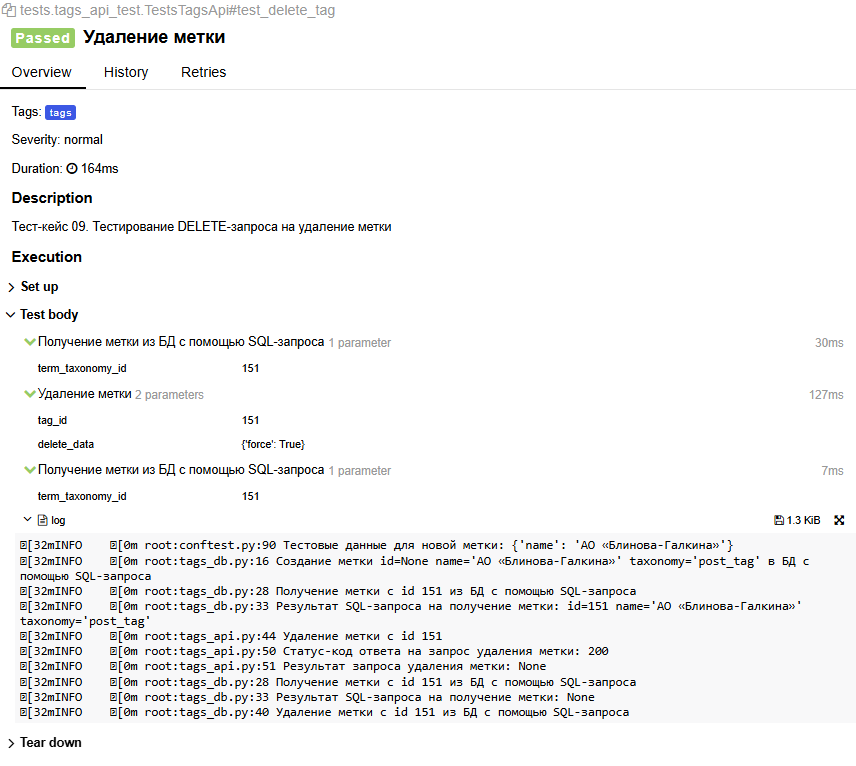 tests.tags_api_test.TestsTagsApi#test_delete_tag
Passed Удаление метки
Overview History Retries
Tags: tags
Severity: normal
Duration: 164ms
Description
Тест-кейс 09. Тестирование DELETE-запроса на удаление метки
Execution
Set up
Test body
Получение метки из БД с помощью SQL-запроса 1 parameter 30ms
term_taxonomy_id 151
Удаление метки 2 parameters 127ms
tag_id 151
delete_data {'force': True}
Получение метки из БД с помощью SQL-запроса 1 parameter 7ms
term_taxonomy_id 151
log 1.3 KiB
[32mINFO [0m root:conftest.py:90 Тестовые данные для новой метки: {'name': 'АО «Блинова-Галкина»'}
[32mINFO [0m root:tags_db.py:16 Создание метки id=None name='АО «Блинова-Галкина»' taxonomy='post_tag' в БД с
помощью SQL-запроса
[32mINFO [0m root:tags_db.py:28 Получение метки с id 151 из БД с помощью SQL-запроса
[32mINFO [0m root:tags_db.py:33 Результат SQL-запроса на получение метки: id=151 name='АО «Блинова-Галкина»'
taxonomy='post_tag'
[32mINFO [0m root:tags_api.py:44 Удаление метки с id 151
[32mINFO [0m root:tags_api.py:50 Статус-код ответа на запрос удаления метки: 200
[32mINFO [0m root:tags_api.py:51 Результат запроса удаления метки: None
[32mINFO [0m root:tags_db.py:28 Получение метки с id 151 из БД с помощью SQL-запроса
[32mINFO [0m root:tags_db.py:33 Результат SQL-запроса на получение метки: None
[32mINFO [0m root:tags_db.py:40 Удаление метки с id 151 из БД с помощью SQL-запроса
Tear down